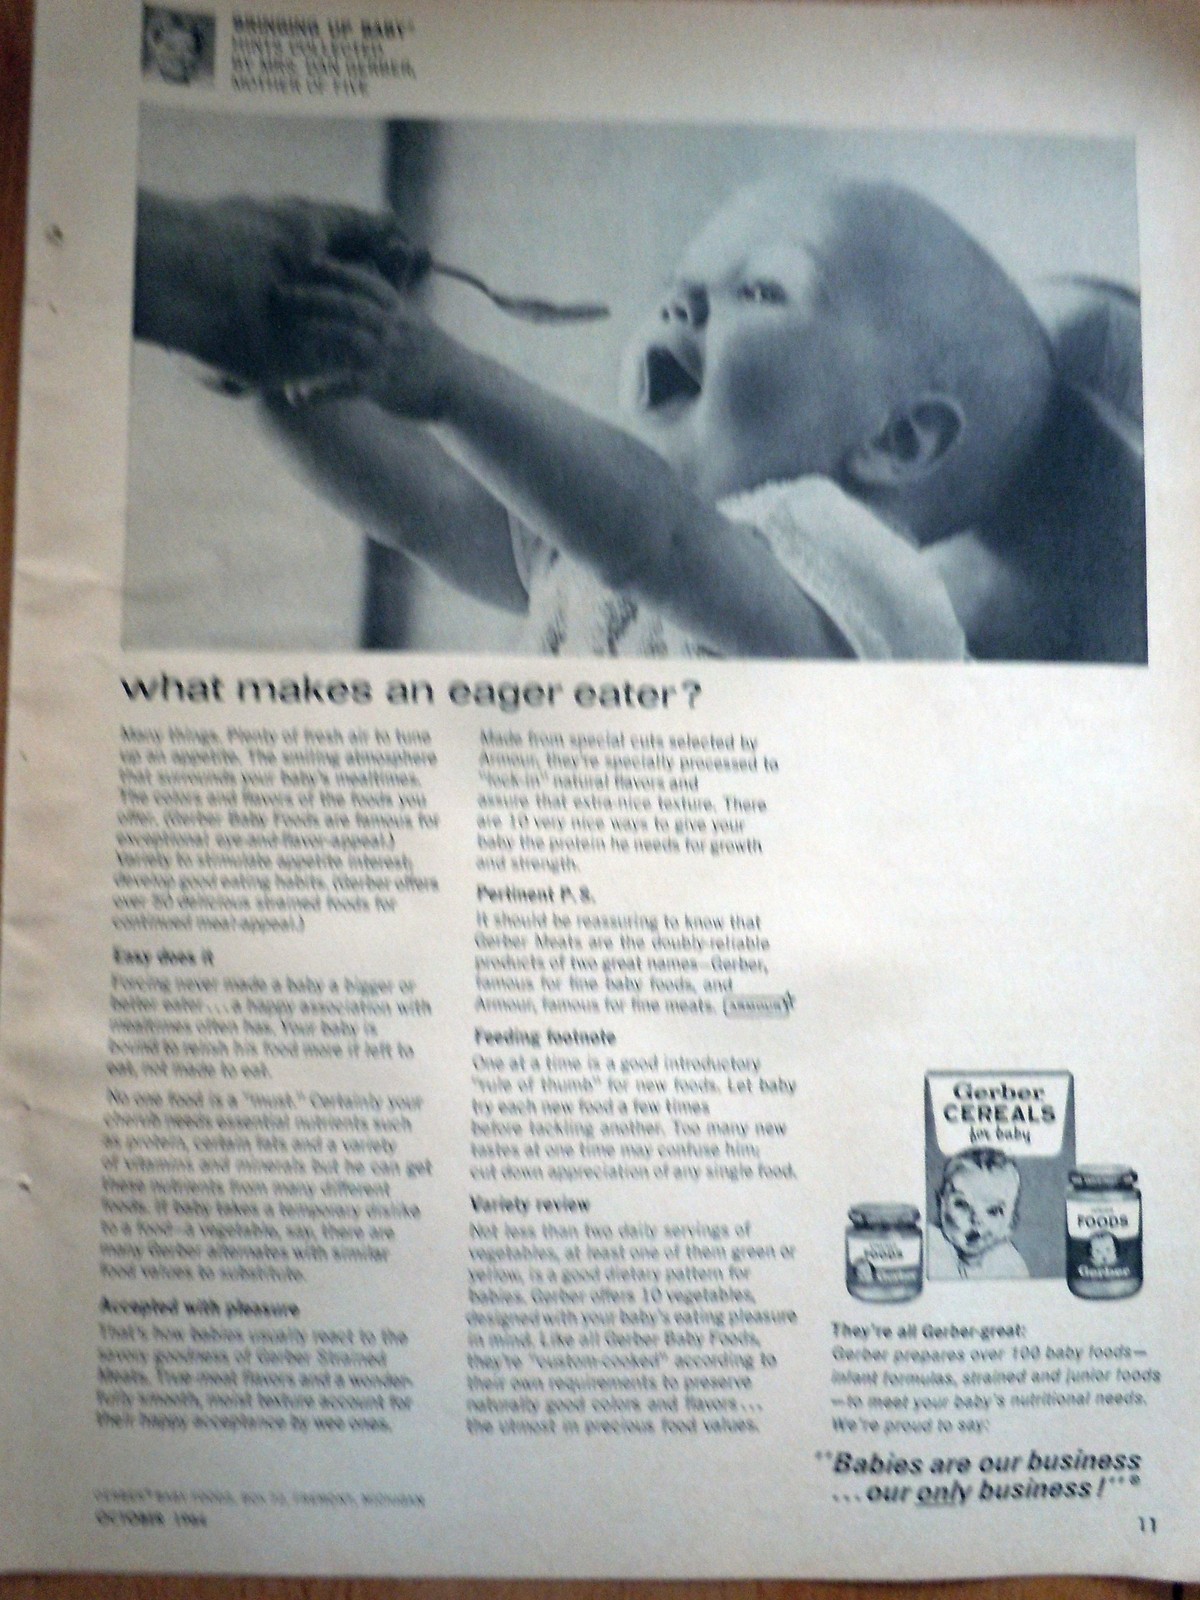 BRINGING UP BABY®
HINTS COLLECTED
BY MRS. DAN GERBER,
MOTHER OF FIVE
what makes an eager eater?
Many things. Plenty of fresh air to tune
up an appetite. The smiling atmosphere
that surrounds your baby's mealtimes.
The colors and flavors of the foods you
offer. (Gerber Baby Foods are famous for
exceptional eye-and-flavor-appeal.)
Variety to stimulate appetite interest;
develop good eating habits. (Gerber offers
over 50 delicious strained foods for
continued meal-appeal.)
Easy does it
Forcing never made a baby a bigger or
better eater...a happy association with
mealtimes often has. Your baby is
bound to relish his food more if left to
eat, not made to eat.
No one food is a "must." Certainly your
cherub needs essential nutrients such
as protein, certain fats and a variety
of vitamins and minerals but he can get
these nutrients from many different
foods. If baby takes a temporary dislike
to a food—a vegetable, say, there are
many Gerber alternates with similar
food values to substitute.
Accepted with pleasure
That's how babies usually react to the
savory goodness of Gerber Strained
Meats. True-meat flavors and a wonder-
fully smooth, moist texture account for
their happy acceptance by wee ones.
Made from special cuts selected by
Armour, they're specially processed to
"lock-in" natural flavors and
assure that extra-nice texture. There
are 10 very nice ways to give your
baby the protein he needs for growth
and strength.
Pertinent P. S.
It should be reassuring to know that
Gerber Meats are the doubly-reliable
products of two great names—Gerber,
famous for fine baby foods, and
Armour, famous for fine meats. ARMOUR
Feeding footnote
One at a time is a good introductory
"rule of thumb" for new foods. Let baby
try each new food a few times
before tackling another. Too many new
tastes at one time may confuse him;
cut down appreciation of any single food.
Variety review
Not less than two daily servings of
vegetables, at least one of them green or
yellow, is a good dietary pattern for
babies. Gerber offers 10 vegetables,
designed with your baby's eating pleasure
in mind. Like all Gerber Baby Foods,
they're "custom-cooked" according to
their own requirements to preserve
naturally good colors and flavors...
the utmost in precious food values.
Gerber
CEREALS
for baby
FOODS
Gerber
FOODS
Gerber
They're all Gerber-great:
Gerber prepares over 100 baby foods—
infant formulas, strained and junior foods
—to meet your baby's nutritional needs.
We're proud to say:
"Babies are our business
...our only business!"®
GERBER® BABY FOODS, BOX 72, FREMONT, MICHIGAN
OCTOBER 1964
11